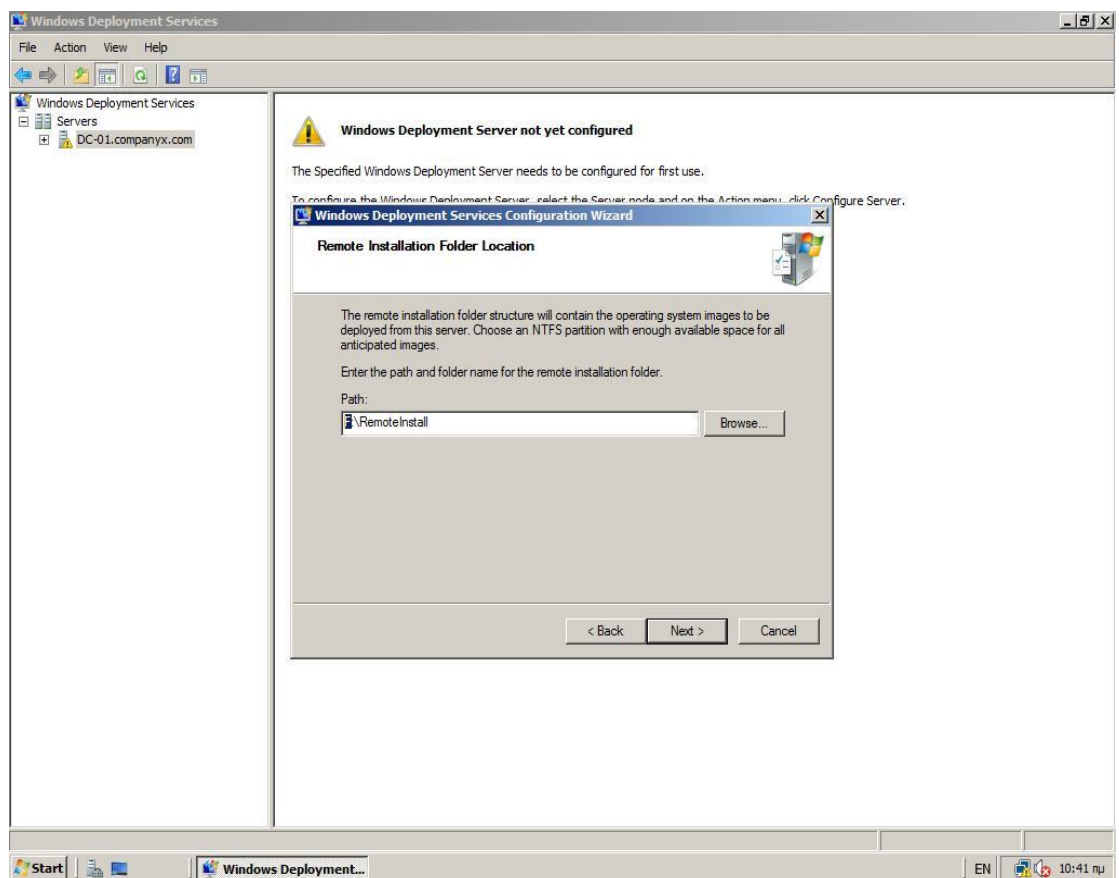 Windows Deployment Services
File Action View Help
Windows Deployment Services
Servers
DC-01.companyx.com
Windows Deployment Server not yet configured
The Specified Windows Deployment Server needs to be configured for first use.
To configure the Windows Deployment Server, select the Server node and on the Action menu, click Configure Server.
Windows Deployment Services Configuration Wizard
Remote Installation Folder Location
The remote installation folder structure will contain the operating system images to be
deployed from this server. Choose an NTFS partition with enough available space for all
anticipated images.
Enter the path and folder name for the remote installation folder.
Path:
:\RemoteInstall
Browse...
< Back Next > Cancel
Start Windows Deployment... EN 10:41 πμ